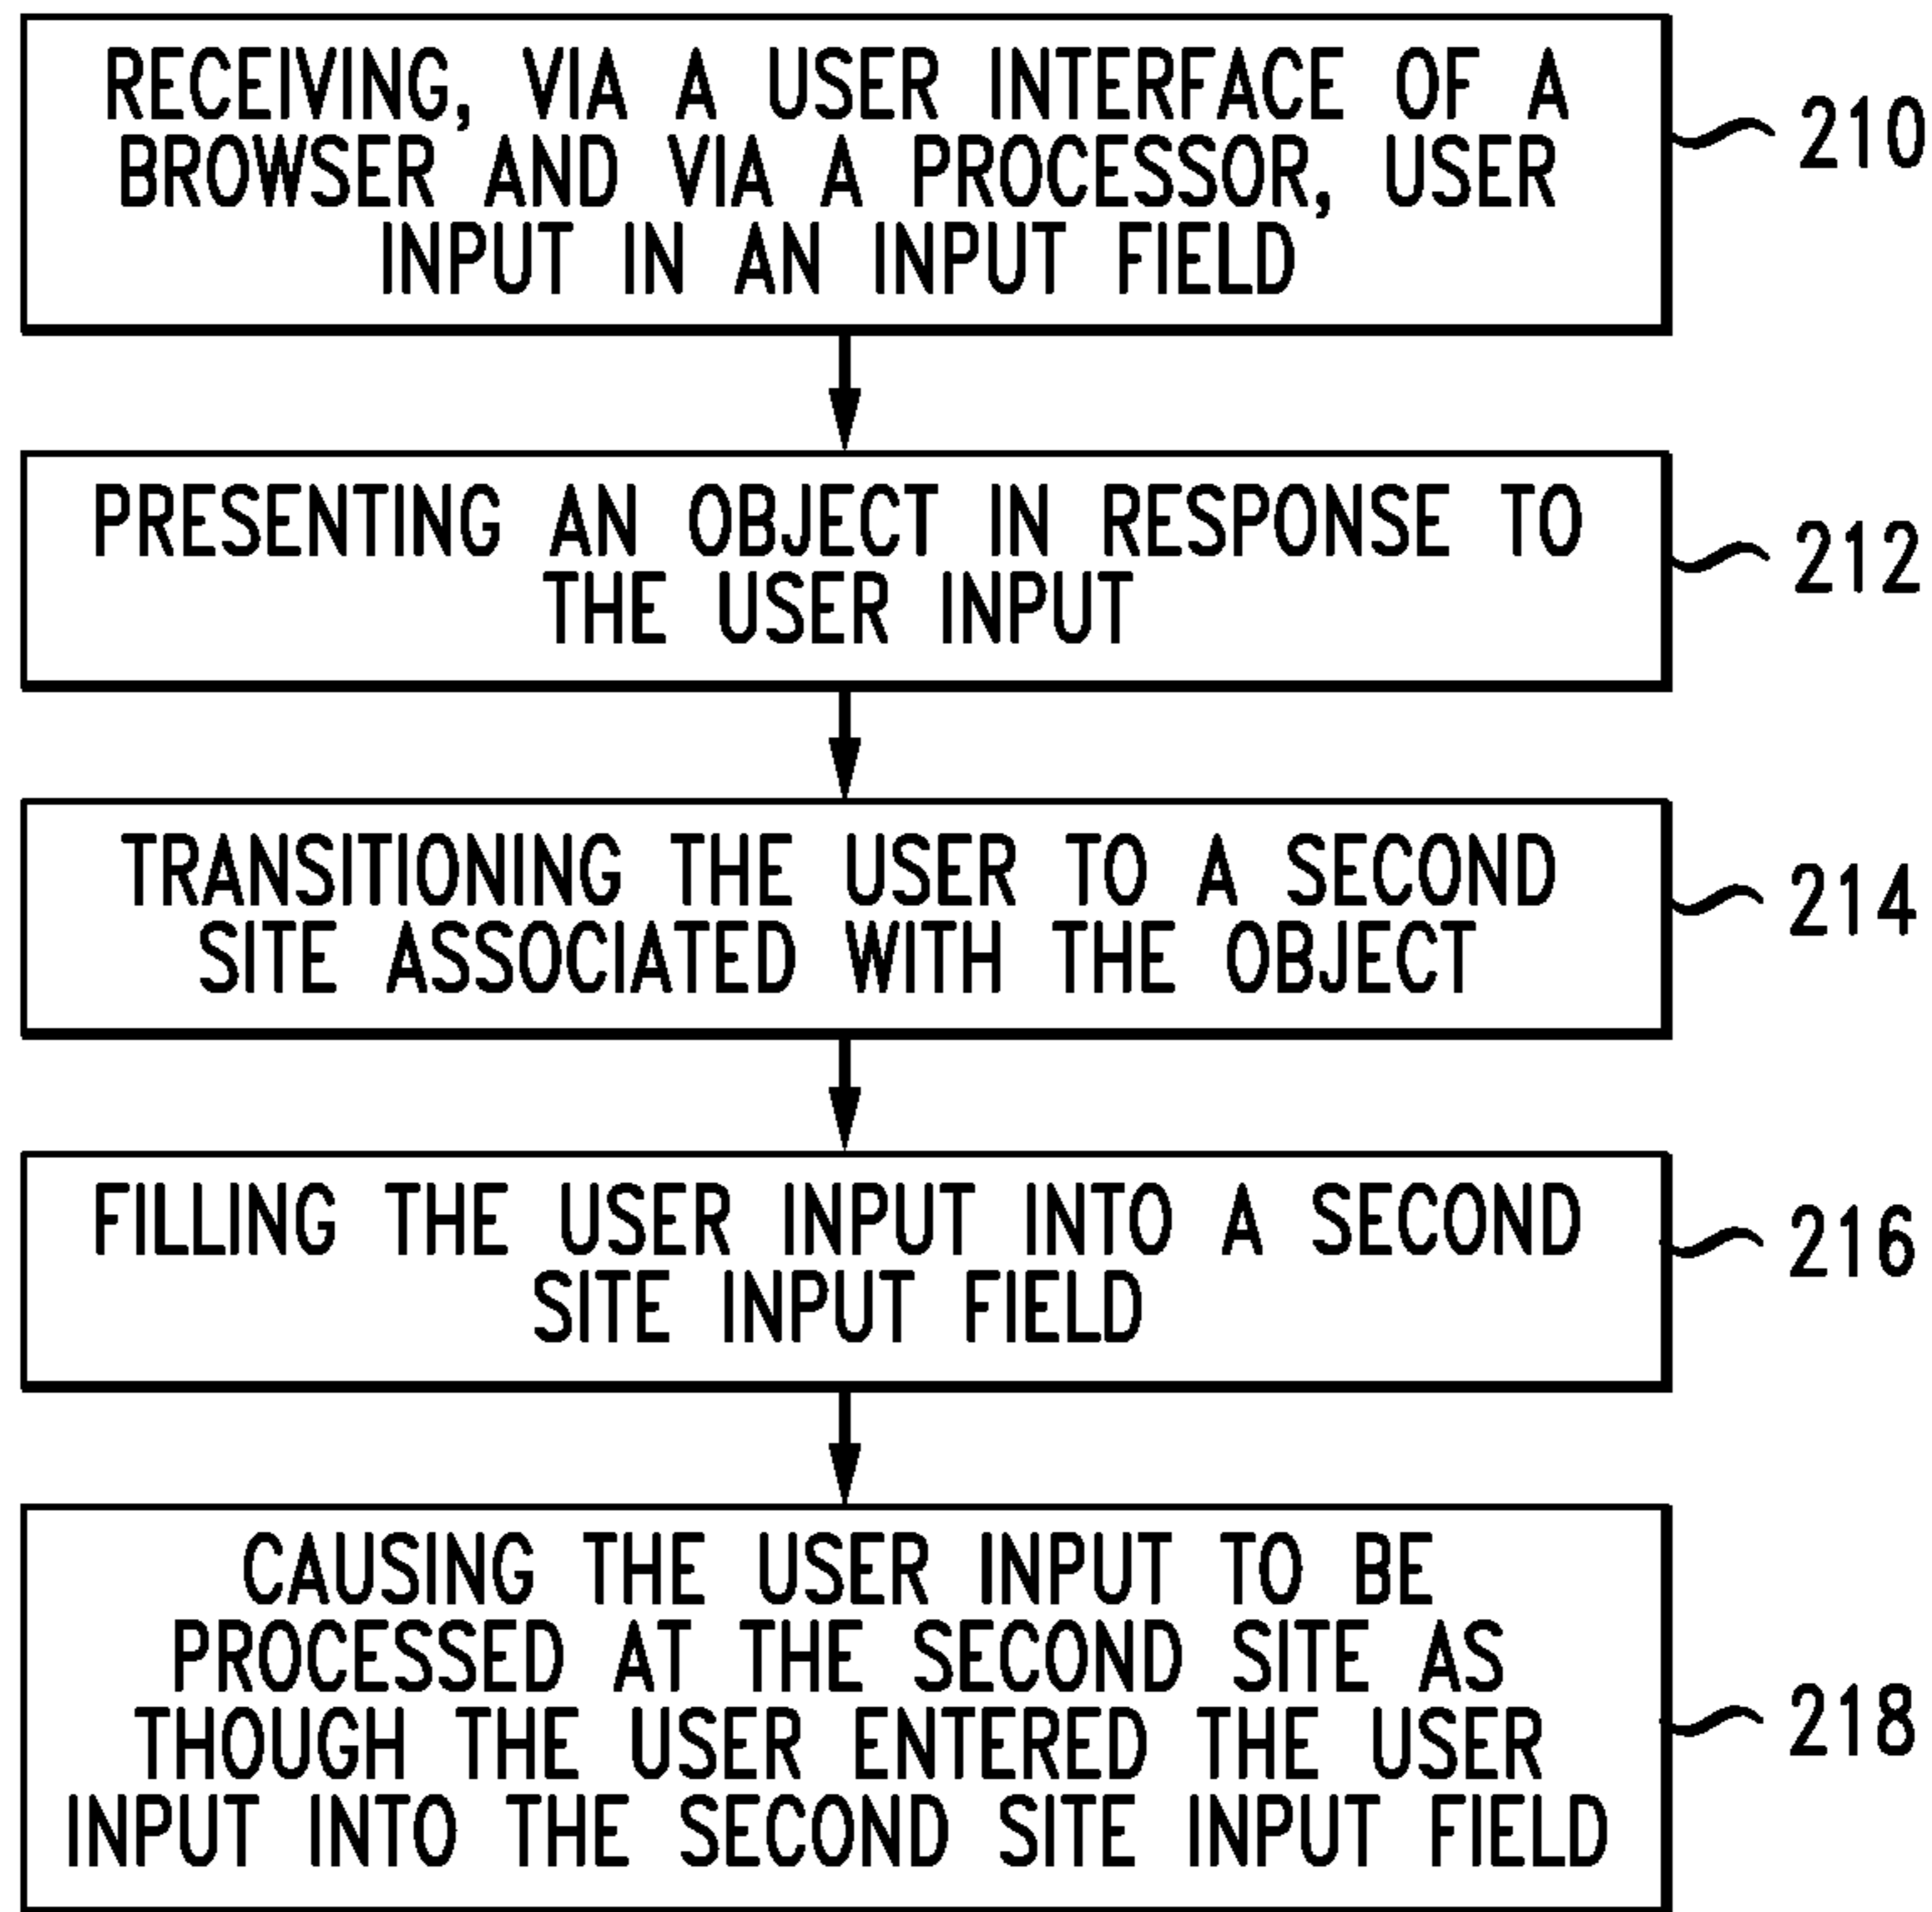 RECEIVING, VIA A USER INTERFACE OF A
BROWSER AND VIA A PROCESSOR, USER
INPUT IN AN INPUT FIELD
210
PRESENTING AN OBJECT IN RESPONSE TO
THE USER INPUT
212
TRANSITIONING THE USER TO A SECOND
SITE ASSOCIATED WITH THE OBJECT
214
FILLING THE USER INPUT INTO A SECOND
SITE INPUT FIELD
216
CAUSING THE USER INPUT TO BE
PROCESSED AT THE SECOND SITE AS
THOUGH THE USER ENTERED THE USER
INPUT INTO THE SECOND SITE INPUT FIELD
218